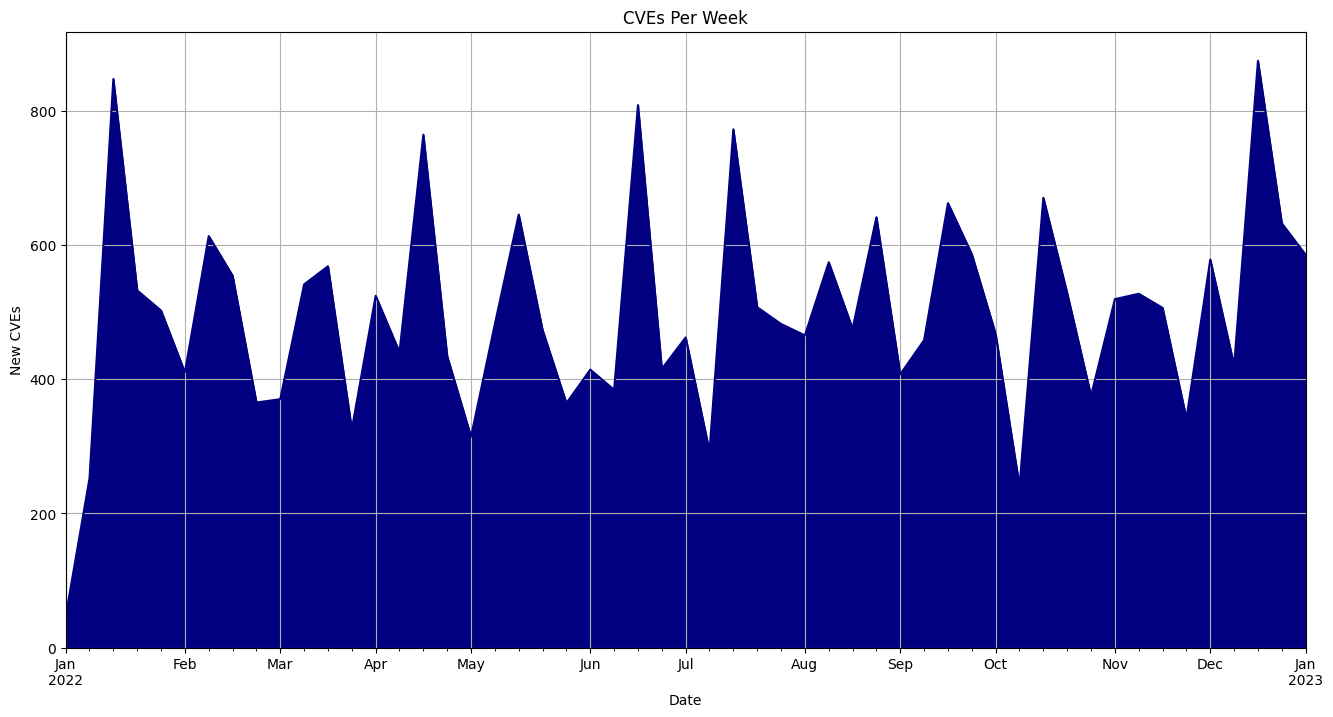 CVEs Per Week
New CVEs
800
600
400
200
0
Jan
2022
Feb
Mar
Apr
May
Jun
Jul
Aug
Sep
Oct
Nov
Dec
Jan
2023
Date